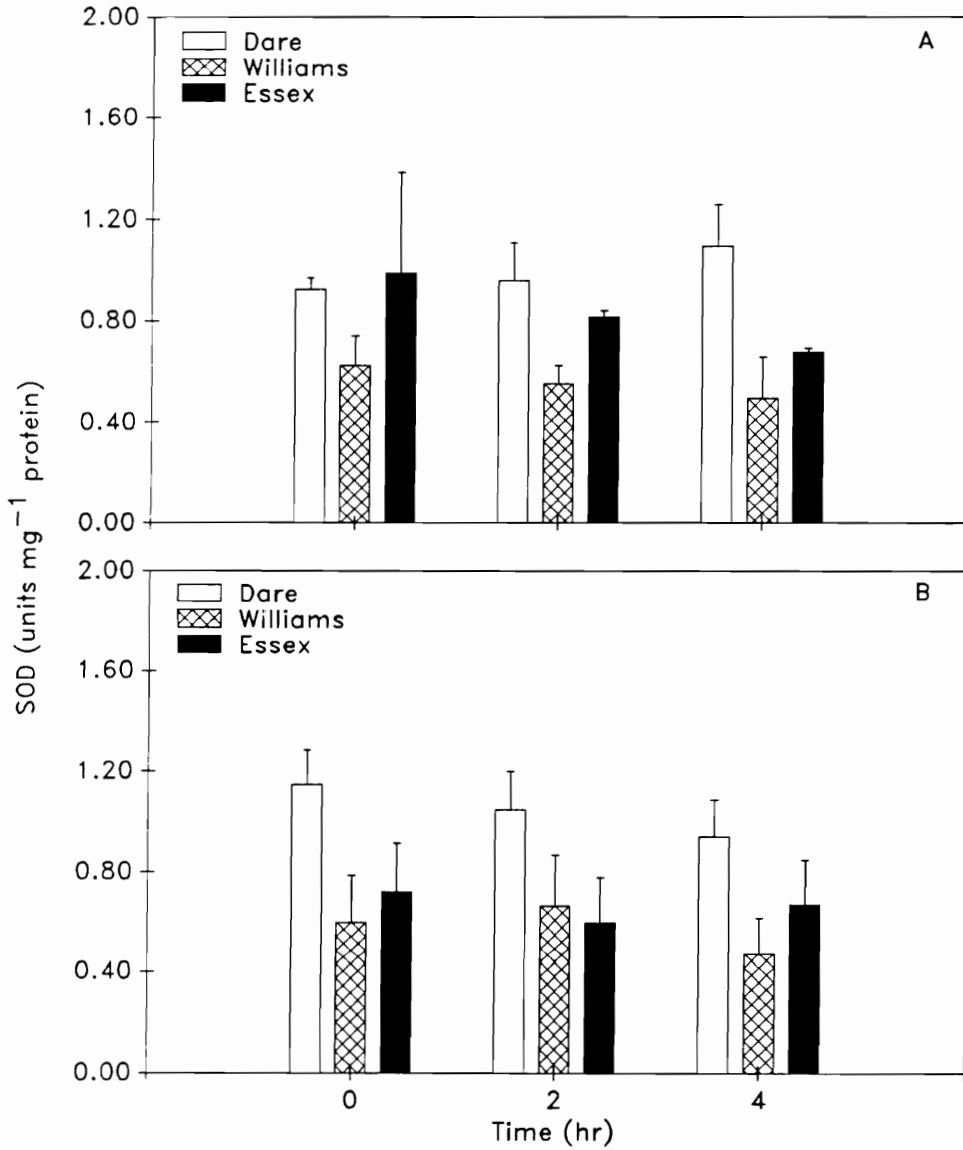 2.00
1.60
1.20
0.80
0.40
0.00
Dare
Williams
Essex
A
SOD (units mg⁻¹ protein)
2.00
1.60
1.20
0.80
0.40
0.00
Dare
Williams
Essex
B
0 2 4
Time (hr)